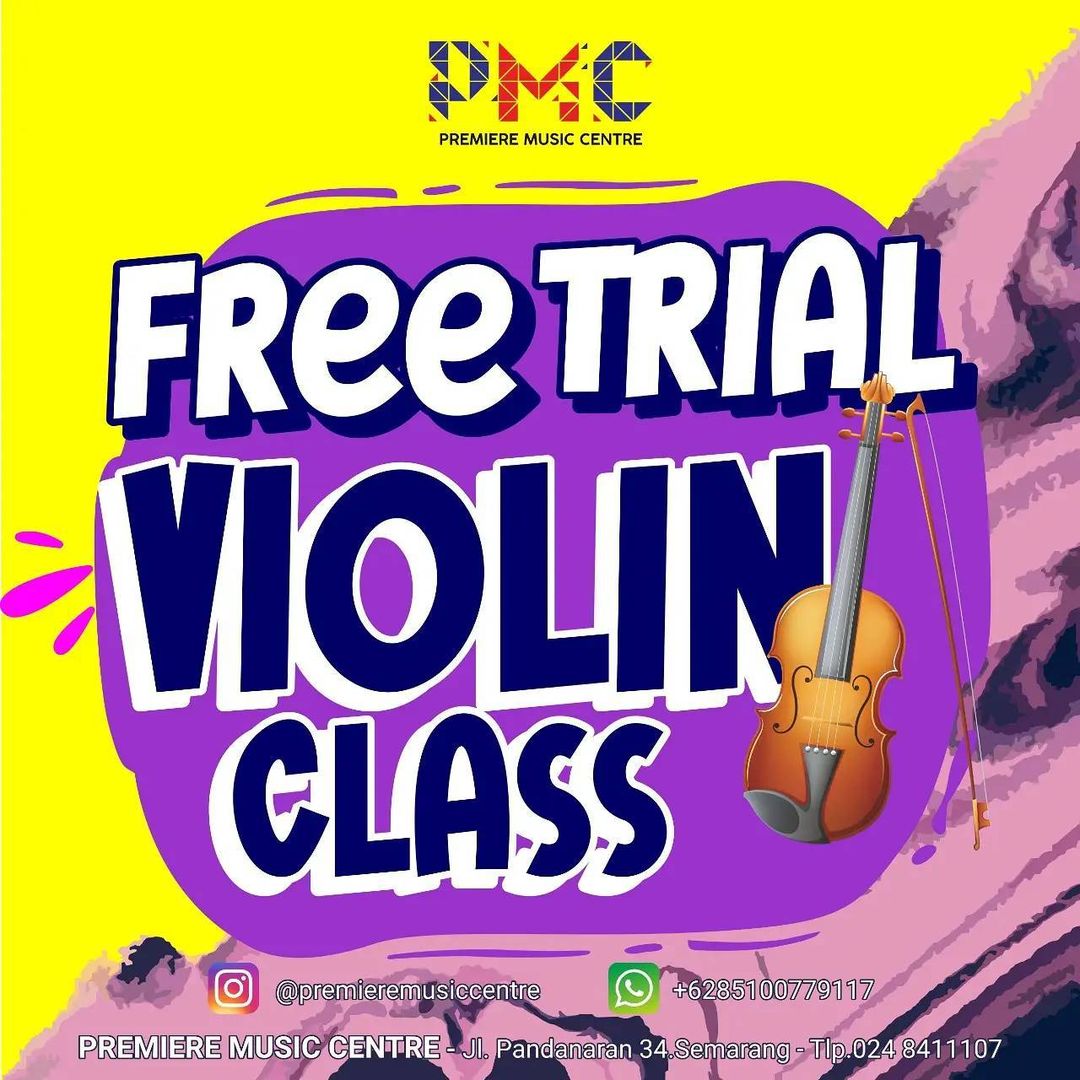 PMC
PREMIERE MUSIC CENTRE
FRee TRIAL
VIOLIN
CLASS
@premieremusiccentre +6285100779117
PREMIERE MUSIC CENTRE - Jl. Pandanaran 34.Semarang - Tlp.024 8411107